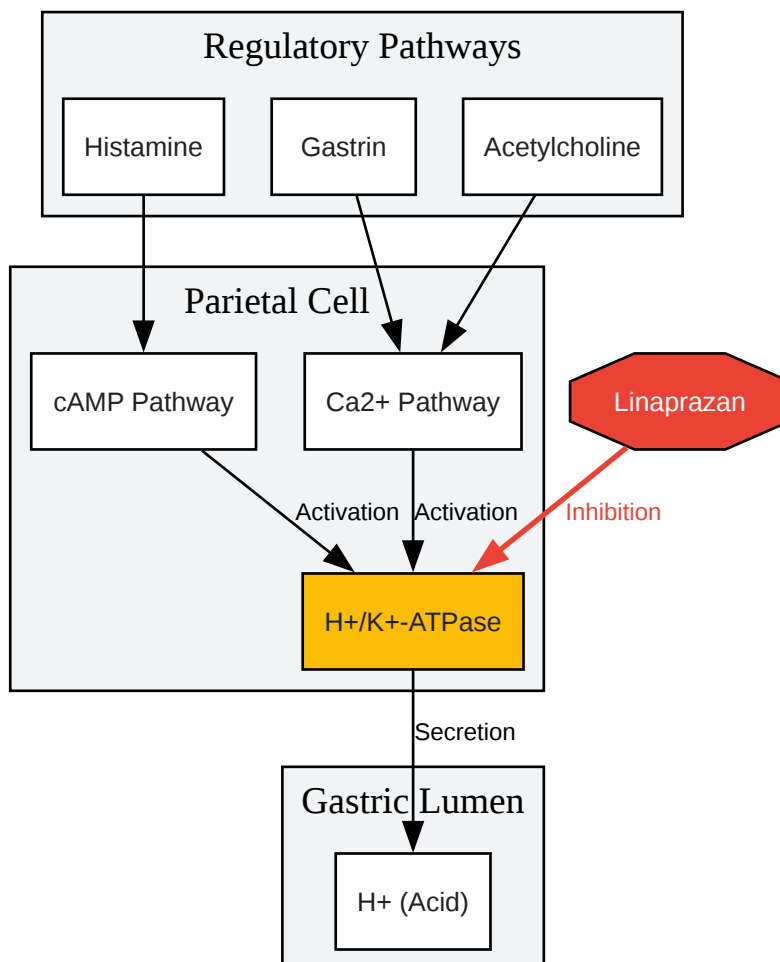 Regulatory Pathways
Histamine
Gastrin
Acetylcholine
Parietal Cell
cAMP Pathway
Ca2+ Pathway
Linaprazan
Activation
Activation
Inhibition
H+/K+-ATPase
Secretion
Gastric Lumen
H+ (Acid)